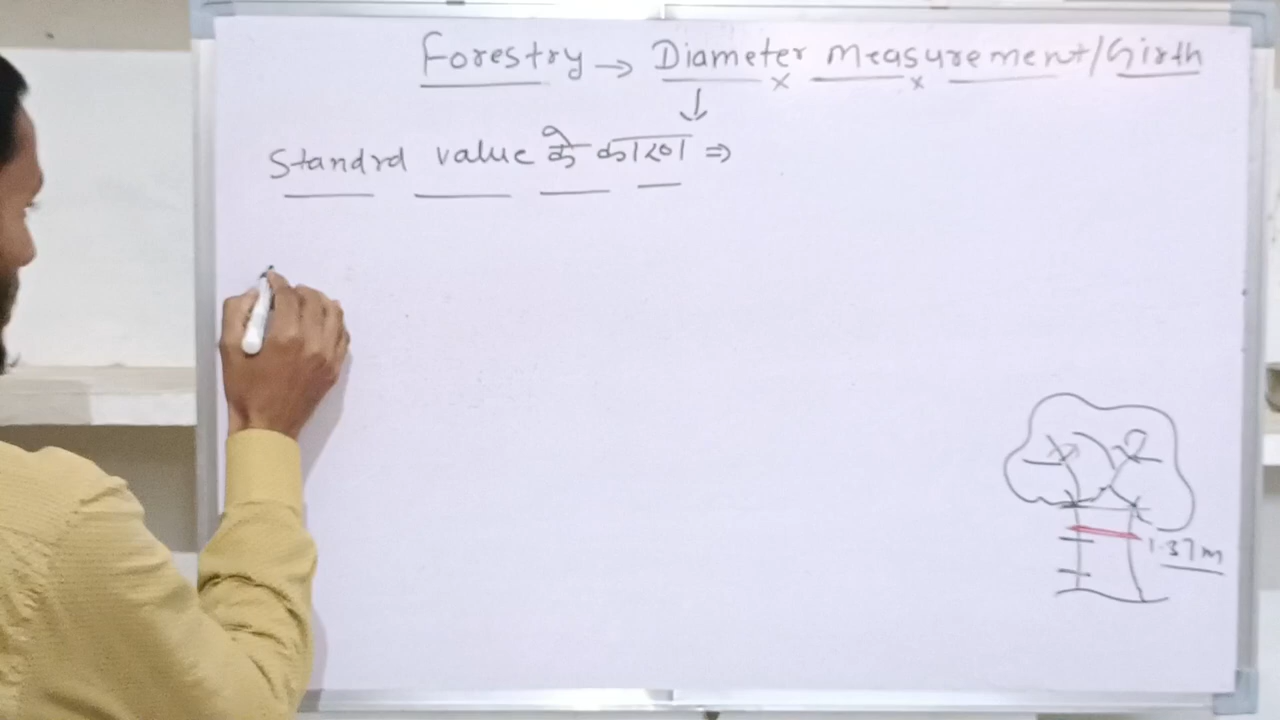 Forestry → Diameter Measurement/Girth
↓
Standrd value के कारण ⇒
1.37m